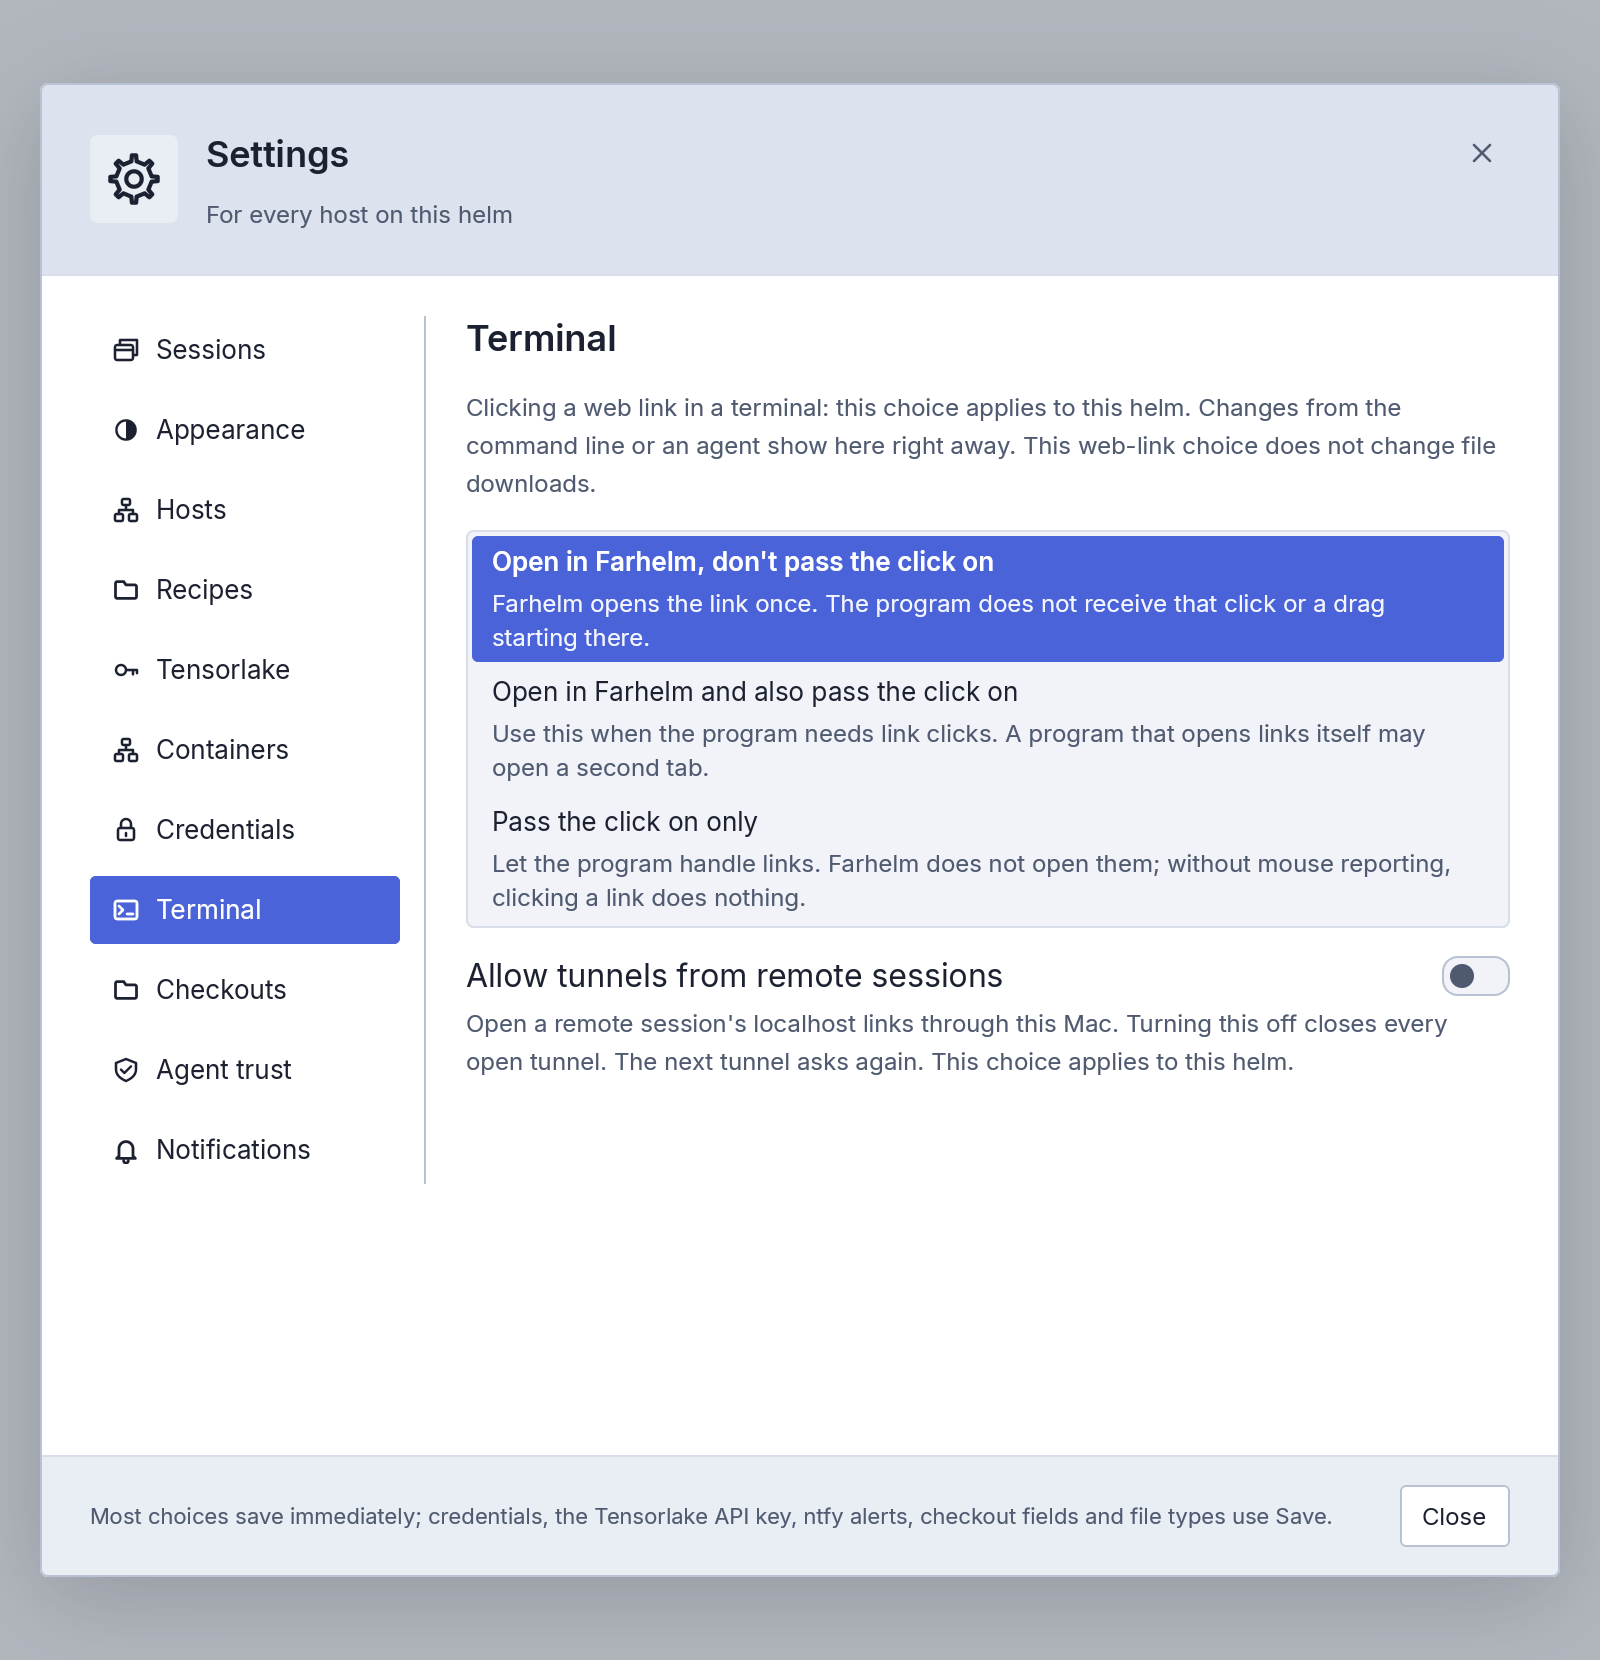 Settings
For every host on this helm
Sessions
Appearance
Hosts
Recipes
Tensorlake
Containers
Credentials
Terminal
Checkouts
Agent trust
Notifications
Terminal
Clicking a web link in a terminal: this choice applies to this helm. Changes from the
command line or an agent show here right away. This web-link choice does not change file
downloads.
Open in Farhelm, don't pass the click on
Farhelm opens the link once. The program does not receive that click or a drag
starting there.
Open in Farhelm and also pass the click on
Use this when the program needs link clicks. A program that opens links itself may
open a second tab.
Pass the click on only
Let the program handle links. Farhelm does not open them; without mouse reporting,
clicking a link does nothing.
Allow tunnels from remote sessions
Open a remote session's localhost links through this Mac. Turning this off closes every
open tunnel. The next tunnel asks again. This choice applies to this helm.
Most choices save immediately; credentials, the Tensorlake API key, ntfy alerts, checkout fields and file types use Save.
Close